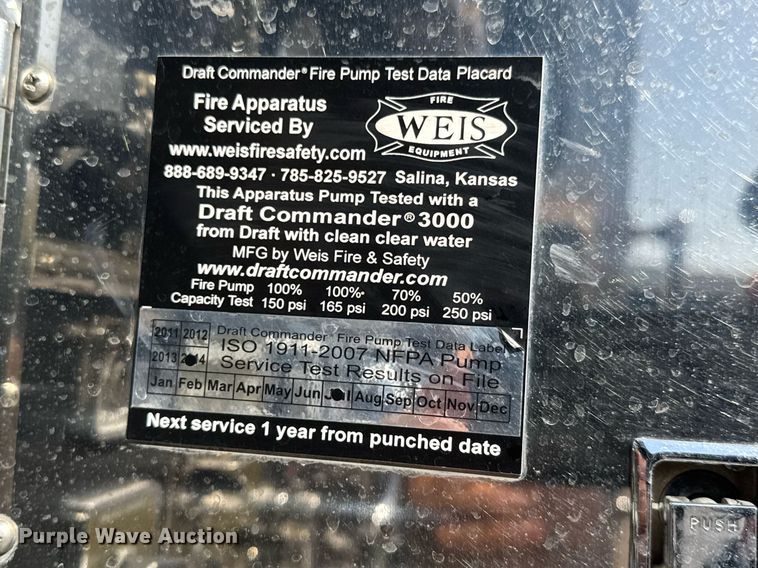 Draft Commander® Fire Pump Test Data Placard
Fire Apparatus
Serviced By
FIRE
WEIS
EQUIPMENT
www.weisfiresafety.com
888-689-9347 · 785-825-9527 Salina, Kansas
This Apparatus Pump Tested with a
Draft Commander® 3000
from Draft with clean clear water
MFG by Weis Fire & Safety
www.draftcommander.com
Fire Pump 100% 100%+ 70% 50%
Capacity Test 150 psi 165 psi 200 psi 250 psi
2011 2012 Draft Commander® Fire Pump Test Data Label
ISO 1911-2007 NFPA Pump
2013 2014 Service Test Results on File
Jan Feb Mar Apr May Jun Jul Aug Sep Oct Nov Dec
Next service 1 year from punched date
PUSH
Purple Wave Auction